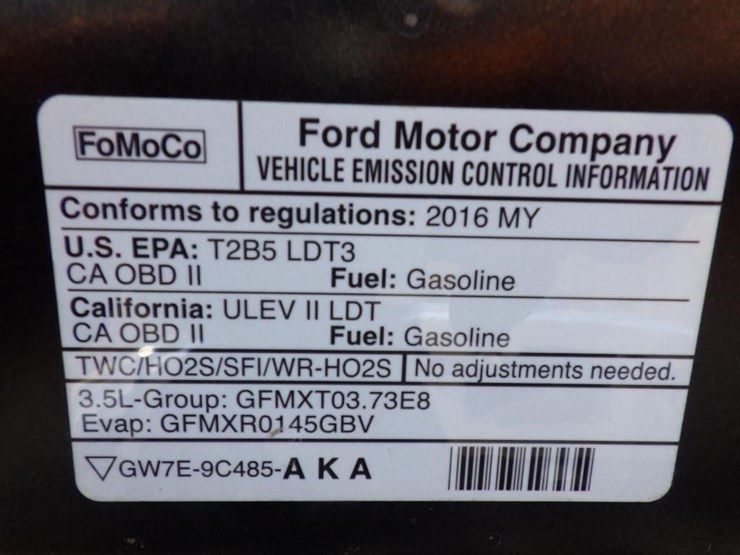 FoMoCo
Ford Motor Company
VEHICLE EMISSION CONTROL INFORMATION
Conforms to regulations: 2016 MY
U.S. EPA: T2B5 LDT3
CA OBD II Fuel: Gasoline
California: ULEV II LDT
CA OBD II Fuel: Gasoline
TWC/HO2S/SFI/WR-HO2S No adjustments needed.
3.5L-Group: GFMXT03.73E8
Evap: GFMXR0145GBV
GW7E-9C485-A K A